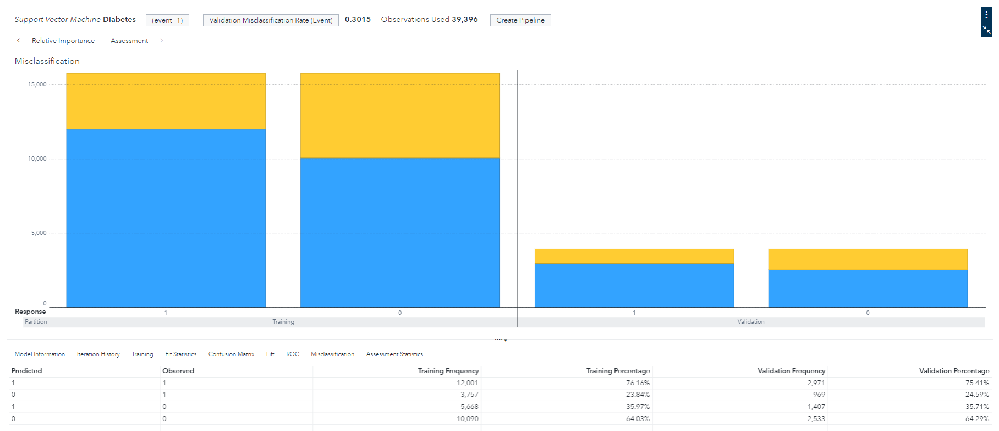 Support Vector Machine Diabetes (event=1) Validation Misclassification Rate (Event) 0.3015 Observations Used 39,396 Create Pipeline
Relative Importance Assessment
Misclassification
15,000
10,000
5,000
0
Response 1 0 1 0
Partition Training Validation
Model Information Iteration History Training Fit Statistics Confusion Matrix Lift ROC Misclassification Assessment Statistics
Predicted Observed Training Frequency Training Percentage Validation Frequency Validation Percentage
1 1 12,001 76.16% 2,971 75.41%
0 1 3,757 23.84% 969 24.59%
1 0 5,668 35.97% 1,407 35.71%
0 0 10,090 64.03% 2,533 64.29%